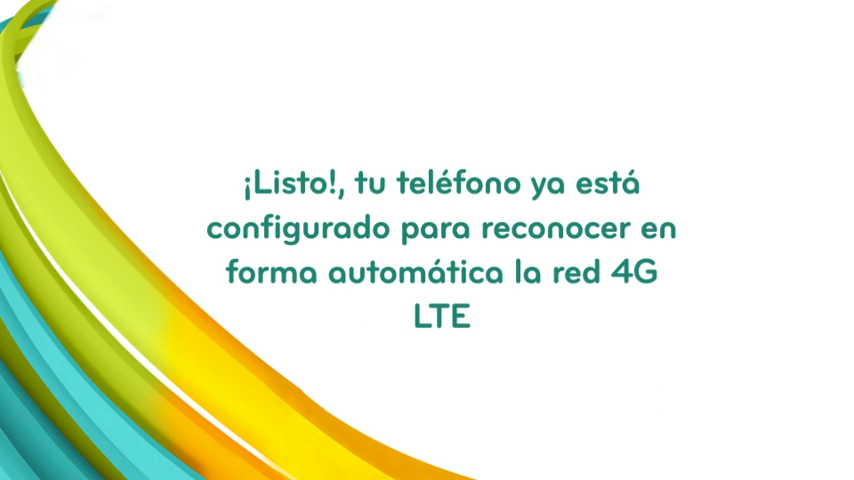 ¡Listo!, tu teléfono ya está
configurado para reconocer en
forma automática la red 4G
LTE